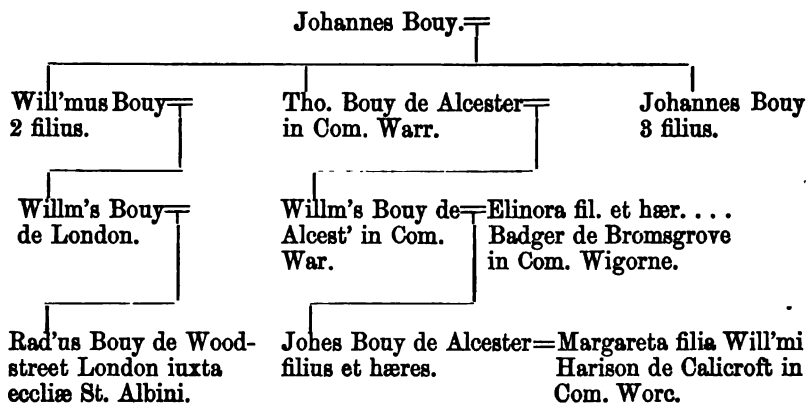 Johannes Bouy.
Will'mus Bouy
2 filius.
Tho. Bouy de Alcester
in Com. Warr.
Johannes Bouy
3 filius.
Willm's Bouy
de London.
Willm's Bouy de
Alcest' in Com.
War.
Elinora fil. et hær. . . .
Badger de Bromsgrove
in Com. Wigorne.
Rad'us Bouy de Wood-
street London iuxta
eccliæ St. Albini.
Johes Bouy de Alcester
filius et hæres.
Margareta filia Will'mi
Harison de Calicroft in
Com. Worc.